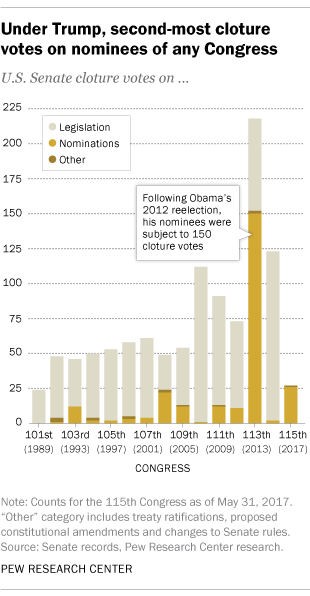 Under Trump, second-most cloture
votes on nominees of any Congress
U.S. Senate cloture votes on ...
225
200
175
150
125
100
75
50
25
0
Legislation
Nominations
Other
Following Obama's
2012 reelection,
his nominees were
subject to 150
cloture votes
101st 103rd 105th 107th 109th 111th 113th 115th
(1989) (1993) (1997) (2001) (2005) (2009) (2013) (2017)
CONGRESS
Note: Counts for the 115th Congress as of May 31, 2017.
“Other” category includes treaty ratifications, proposed
constitutional amendments and changes to Senate rules.
Source: Senate records, Pew Research Center research.
PEW RESEARCH CENTER